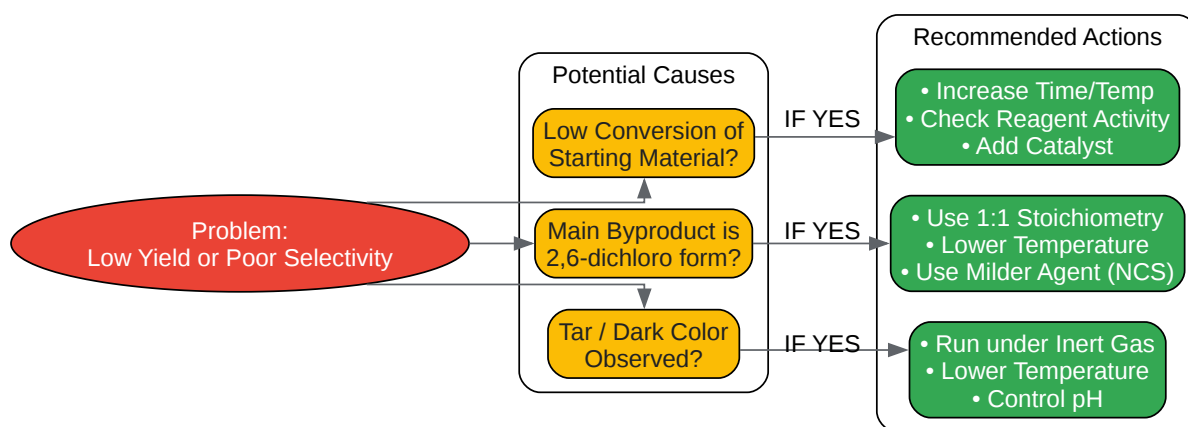 Recommended Actions
Potential Causes
• Increase Time/Temp
• Check Reagent Activity
• Add Catalyst
Low Conversion of
Starting Material?
IF YES
Problem:
Low Yield or Poor Selectivity
Main Byproduct is
2,6-dichloro form?
IF YES
• Use 1:1 Stoichiometry
• Lower Temperature
• Use Milder Agent (NCS)
Tar / Dark Color
Observed?
IF YES
• Run under Inert Gas
• Lower Temperature
• Control pH